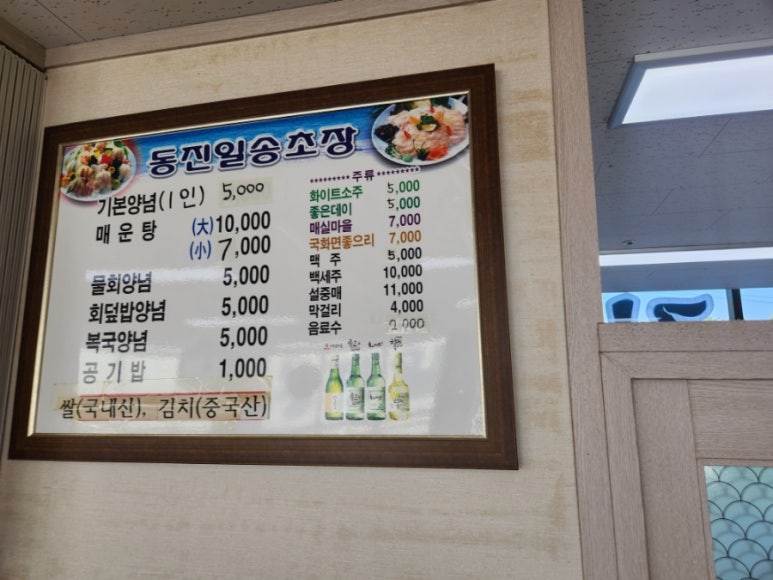 동진일송초장
기본양념(1인) 5,000
매운탕 (大)10,000
(小) 7,000
물회양념 5,000
회덮밥양념 5,000
복국양념 5,000
공기밥 1,000
쌀(국내신), 김치(중국산)
********* 주류 *********
화이트소주 5,000
좋은데이 5,000
매실마을 7,000
국화면좋으리 7,000
맥주 5,000
백세주 10,000
설중매 11,000
막걸리 4,000
음료수 2,000